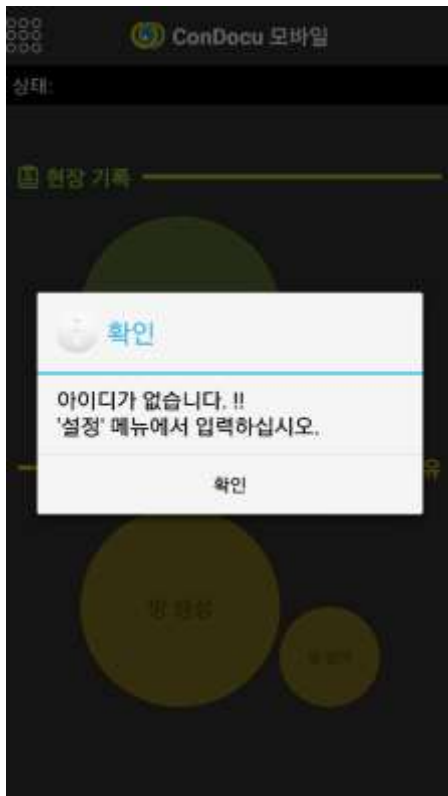 ConDocu 모바일
상태:
현장 기록
확인
아이디가 없습니다. !!
'설정' 메뉴에서 입력하십시오.
확인
유